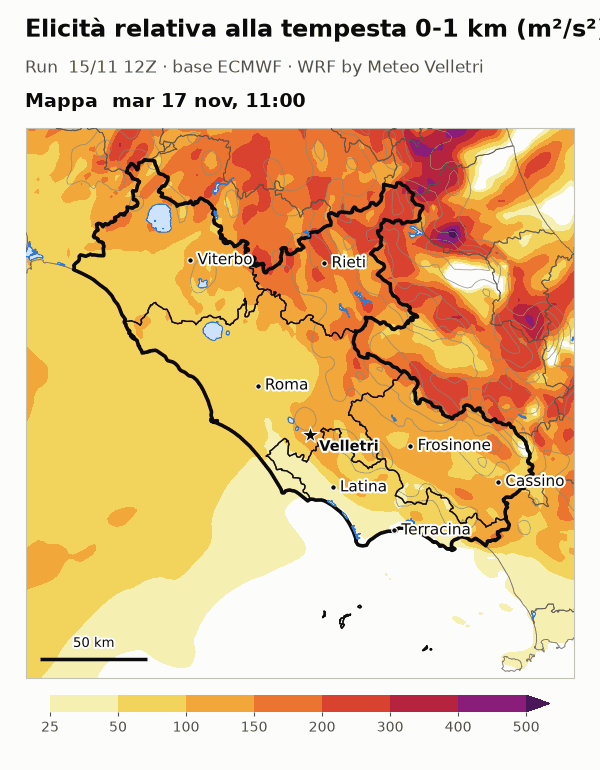 Elicità relativa alla tempesta 0-1 km (m²/s²)
Run 15/11 12Z · base ECMWF · WRF by Meteo Velletri
Mappa mar 17 nov, 11:00
Viterbo
Rieti
Roma
Velletri
Frosinone
Latina
Cassino
Terracina
50 km
25 50 100 150 200 300 400 500